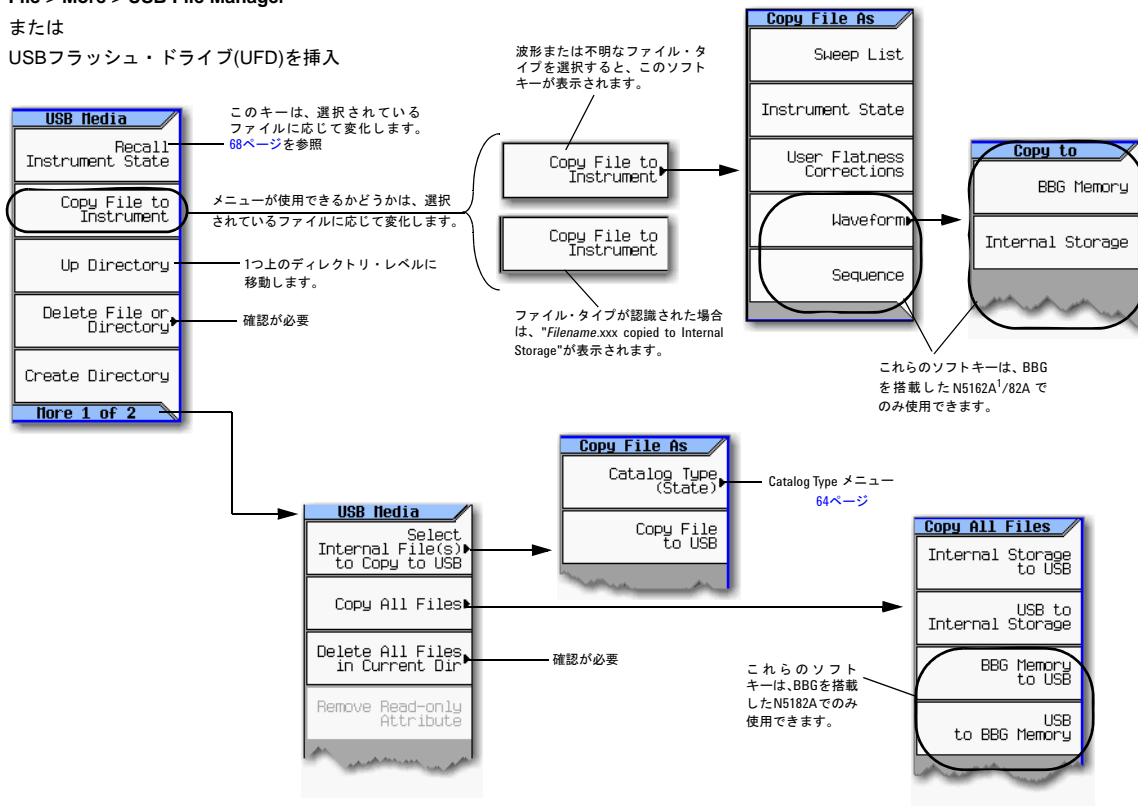 File > More > USB File Manager
または
USBフラッシュ・ドライブ(UFD)を挿入
USB Media
Recall
Instrument State
Copy File to
Instrument
Up Directory
Delete File or
Directory
Create Directory
More 1 of 2
このキーは、選択されている
ファイルに応じて変化します。
68ページを参照
メニューが使用できるかどうかは、選択
されているファイルに応じて変化します。
1つ上のディレクトリ・レベルに
移動します。
確認が必要
波形または不明なファイル・タ
イプを選択すると、このソフト
キーが表示されます。
Copy File to
Instrument
Copy File to
Instrument
ファイル・タイプが認識された場合
は、"Filename.xxx copied to Internal
Storage"が表示されます。
Copy File As
Sweep List
Instrument State
User Flatness
Corrections
Waveform
Sequence
Copy to
BBG Memory
Internal Storage
これらのソフトキーは、BBG
を搭載した N5162A1/82A で
のみ使用できます。
USB Media
Select
Internal File(s)
to Copy to USB
Copy All Files
Delete All Files
in Current Dir
Remove Read-only
Attribute
確認が必要
Copy File As
Catalog Type
(State)
Copy File
to USB
Catalog Type メニュー
64ページ
Copy All Files
Internal Storage
to USB
USB to
Internal Storage
BBG Memory
to USB
USB
to BBG Memory
これらのソフト
キーは、BBGを搭載
したN5182Aでのみ
使用できます。